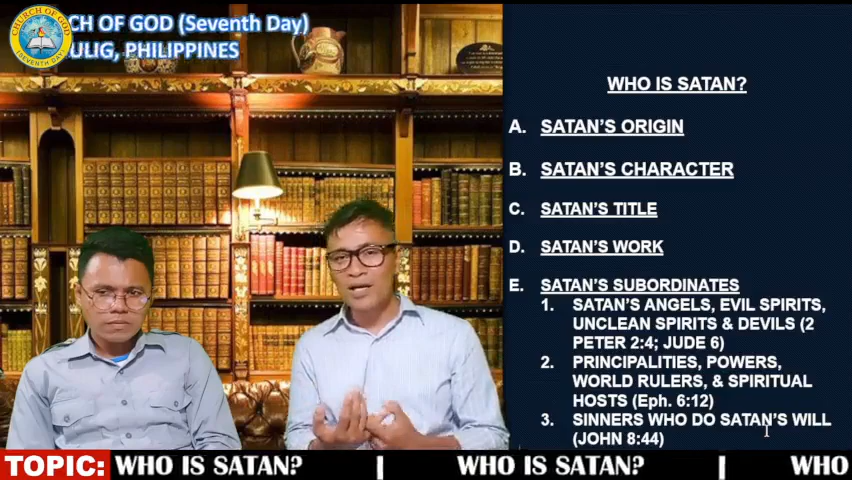 CHURCH OF GOD
(SEVENTH DAY)
CH OF GOD (Seventh Day)
ULIG, PHILIPPINES
WHO IS SATAN?
A. SATAN'S ORIGIN
B. SATAN'S CHARACTER
C. SATAN'S TITLE
D. SATAN'S WORK
E. SATAN'S SUBORDINATES
1. SATAN'S ANGELS, EVIL SPIRITS,
UNCLEAN SPIRITS & DEVILS (2
PETER 2:4; JUDE 6)
2. PRINCIPALITIES, POWERS,
WORLD RULERS, & SPIRITUAL
HOSTS (Eph. 6:12)
3. SINNERS WHO DO SATAN'S WILL
(JOHN 8:44)
TOPIC: WHO IS SATAN? | WHO IS SATAN? | WHO